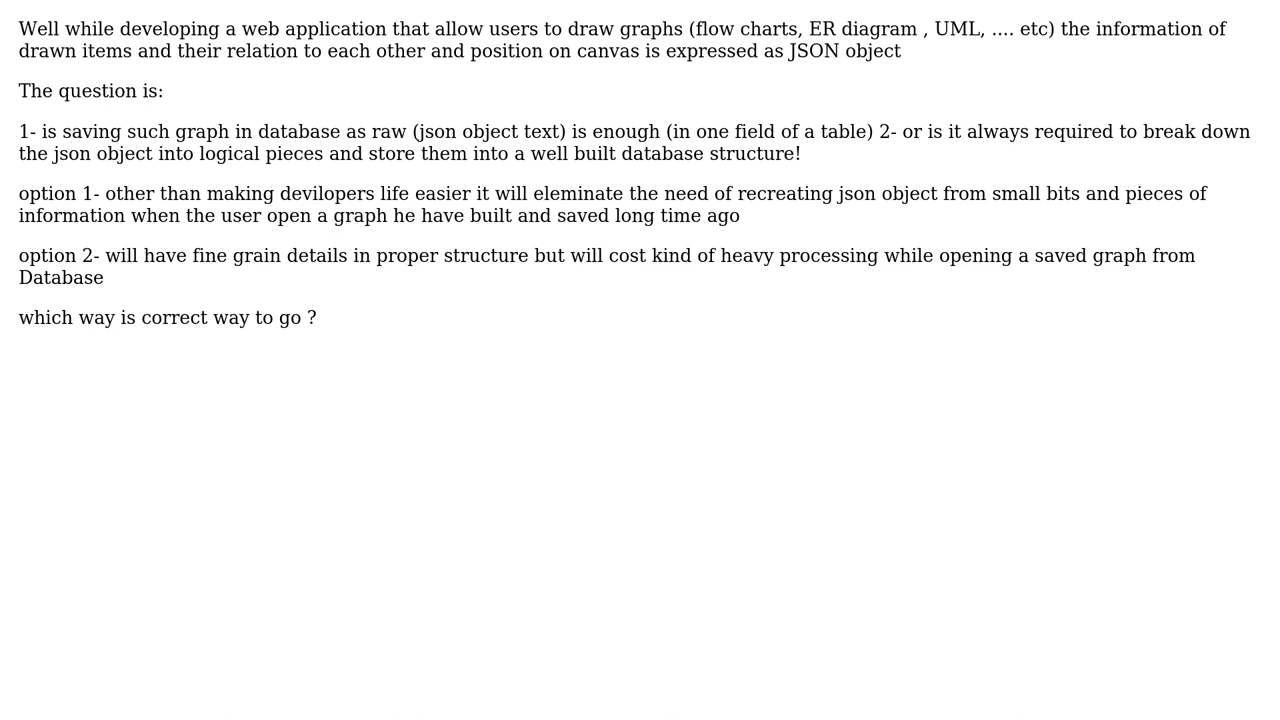 Well while developing a web application that allow users to draw graphs (flow charts, ER diagram , UML, .... etc) the information of
drawn items and their relation to each other and position on canvas is expressed as JSON object
The question is:
1- is saving such graph in database as raw (json object text) is enough (in one field of a table) 2- or is it always required to break down
the json object into logical pieces and store them into a well built database structure!
option 1- other than making devilopers life easier it will eleminate the need of recreating json object from small bits and pieces of
information when the user open a graph he have built and saved long time ago
option 2- will have fine grain details in proper structure but will cost kind of heavy processing while opening a saved graph from
Database
which way is correct way to go ?